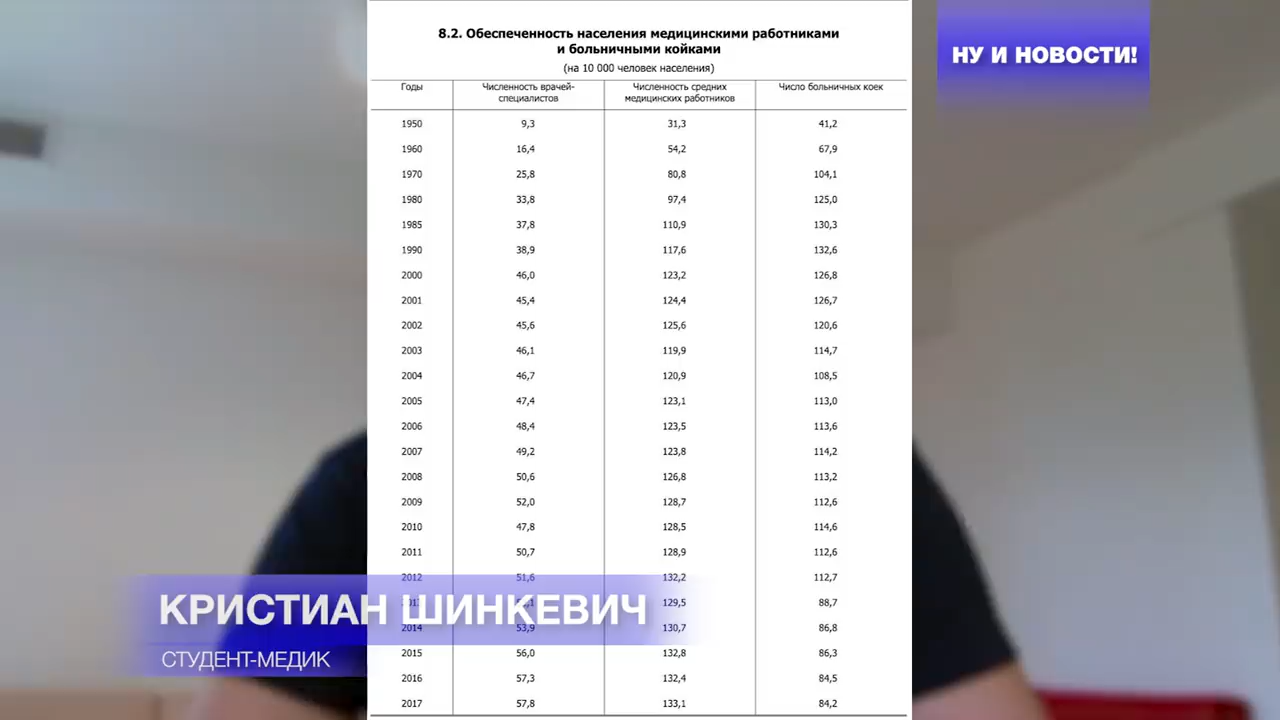 8.2. Обеспеченность населения медицинскими работниками
и больничными койками
(на 10 000 человек населения)
НУ И НОВОСТИ!
Годы Численность врачей-специалистов Численность средних медицинских работников Число больничных коек
1950 9,3 31,3 41,2
1960 16,4 54,2 67,9
1970 25,8 80,8 104,1
1980 33,8 97,4 125,0
1985 37,8 110,9 130,3
1990 38,9 117,6 132,6
2000 46,0 123,2 126,8
2001 45,4 124,4 126,7
2002 45,6 125,6 120,6
2003 46,1 119,9 114,7
2004 46,7 120,9 108,5
2005 47,4 123,1 113,0
2006 48,4 123,5 113,6
2007 49,2 123,8 114,2
2008 50,6 126,8 113,2
2009 52,0 128,7 112,6
2010 47,8 128,5 114,6
2011 50,7 128,9 112,6
2012 51,6 132,2 112,7
129,5 88,7
2014 53,9 130,7 86,8
2015 56,0 132,8 86,3
2016 57,3 132,4 84,5
2017 57,8 133,1 84,2
КРИСТИАН ШИНКЕВИЧ
СТУДЕНТ-МЕДИК